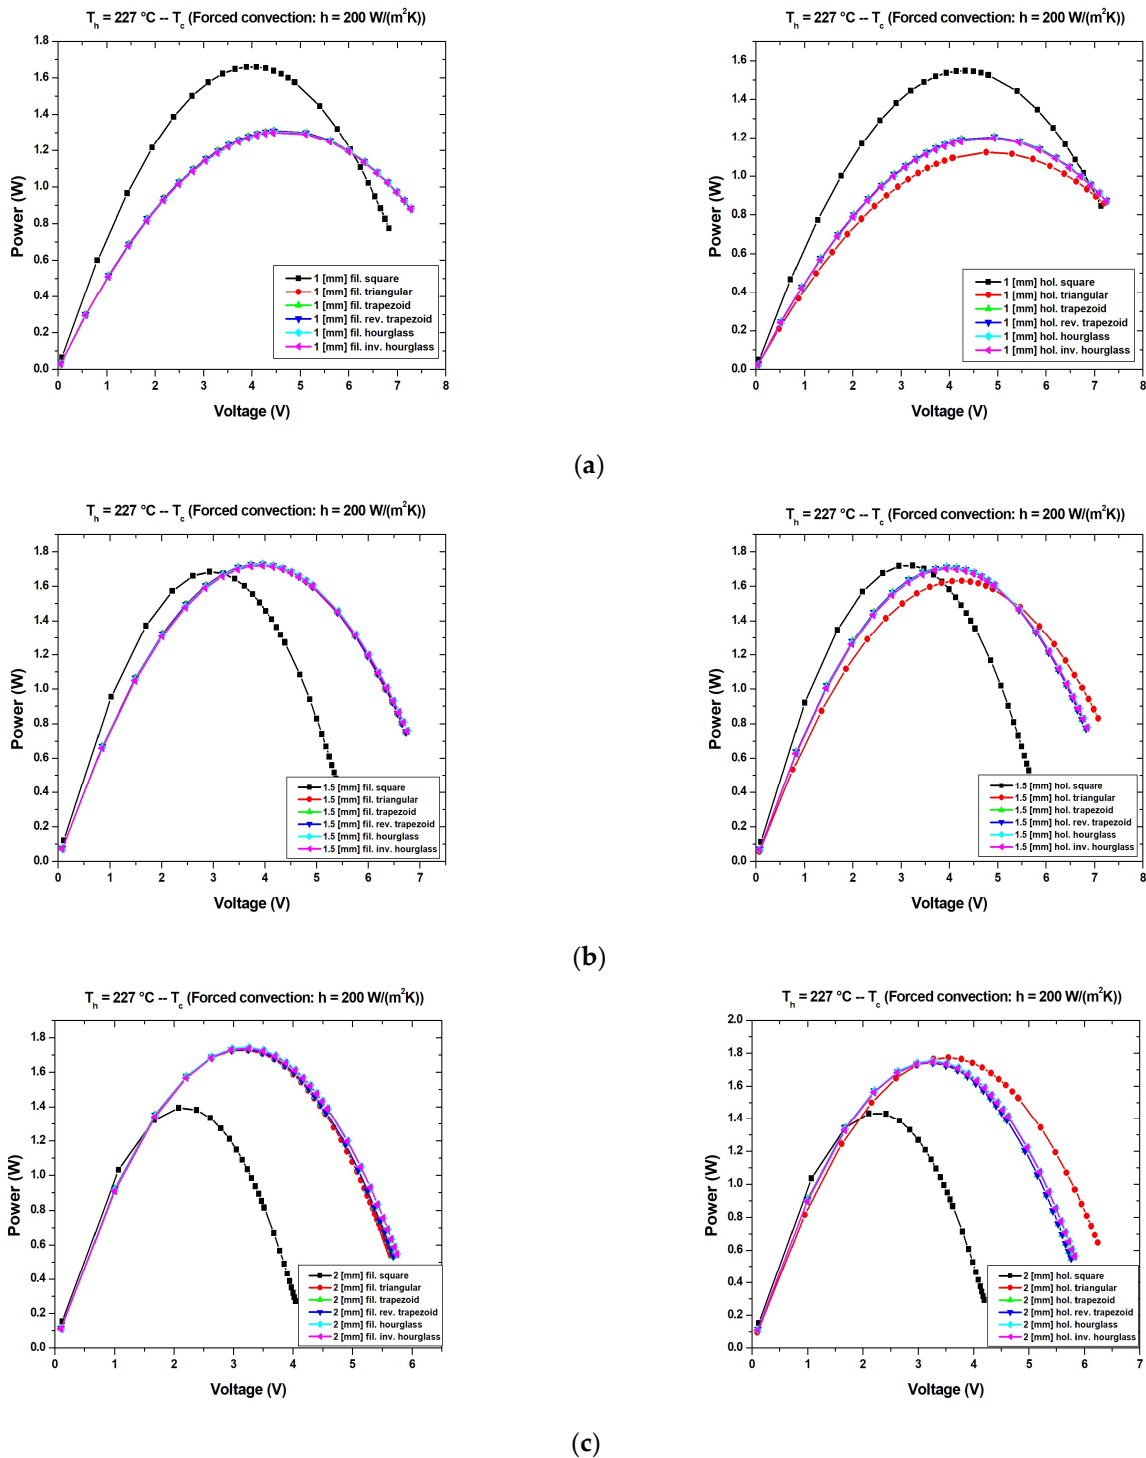 T_h = 227 °C -- T_c (Forced convection: h = 200 W/(m²K))
1.8
1.6
1.4
1.2
1.0
0.8
0.6
0.4
0.2
0.0
Power (W)
1 [mm] fil. square
1 [mm] fil. triangular
1 [mm] fil. trapezoid
1 [mm] fil. rev. trapezoid
1 [mm] fil. hourglass
1 [mm] fil. inv. hourglass
0 1 2 3 4 5 6 7 8
Voltage (V)
T_h = 227 °C -- T_c (Forced convection: h = 200 W/(m²K))
1.8
1.6
1.4
1.2
1.0
0.8
0.6
0.4
0.2
0.0
Power (W)
1 [mm] hol. square
1 [mm] hol. triangular
1 [mm] hol. trapezoid
1 [mm] hol. rev. trapezoid
1 [mm] hol. hourglass
1 [mm] hol. inv. hourglass
0 1 2 3 4 5 6 7 8
Voltage (V)
(a)
T_h = 227 °C -- T_c (Forced convection: h = 200 W/(m²K))
1.8
1.6
1.4
1.2
1.0
0.8
0.6
0.4
0.2
0.0
Power (W)
1.5 [mm] fil. square
1.5 [mm] fil. triangular
1.5 [mm] fil. trapezoid
1.5 [mm] fil. rev. trapezoid
1.5 [mm] fil. hourglass
1.5 [mm] fil. inv. hourglass
0 1 2 3 4 5 6 7
Voltage (V)
T_h = 227 °C -- T_c (Forced convection: h = 200 W/(m²K))
1.8
1.6
1.4
1.2
1.0
0.8
0.6
0.4
0.2
0.0
Power (W)
1.5 [mm] hol. square
1.5 [mm] hol. triangular
1.5 [mm] hol. trapezoid
1.5 [mm] hol. rev. trapezoid
1.5 [mm] hol. hourglass
1.5 [mm] hol. inv. hourglass
0 1 2 3 4 5 6 7 8
Voltage (V)
(b)
T_h = 227 °C -- T_c (Forced convection: h = 200 W/(m²K))
1.8
1.6
1.4
1.2
1.0
0.8
0.6
0.4
0.2
0.0
Power (W)
2 [mm] fil. square
2 [mm] fil. triangular
2 [mm] fil. trapezoid
2 [mm] fil. rev. trapezoid
2 [mm] fil. hourglass
2 [mm] fil. inv. hourglass
0 1 2 3 4 5 6
Voltage (V)
T_h = 227 °C -- T_c (Forced convection: h = 200 W/(m²K))
2.0
1.8
1.6
1.4
1.2
1.0
0.8
0.6
0.4
0.2
0.0
Power (W)
2 [mm] hol. square
2 [mm] hol. triangular
2 [mm] hol. trapezoid
2 [mm] hol. rev. trapezoid
2 [mm] hol. hourglass
2 [mm] hol. inv. hourglass
0 1 2 3 4 5 6 7
Voltage (V)
(c)